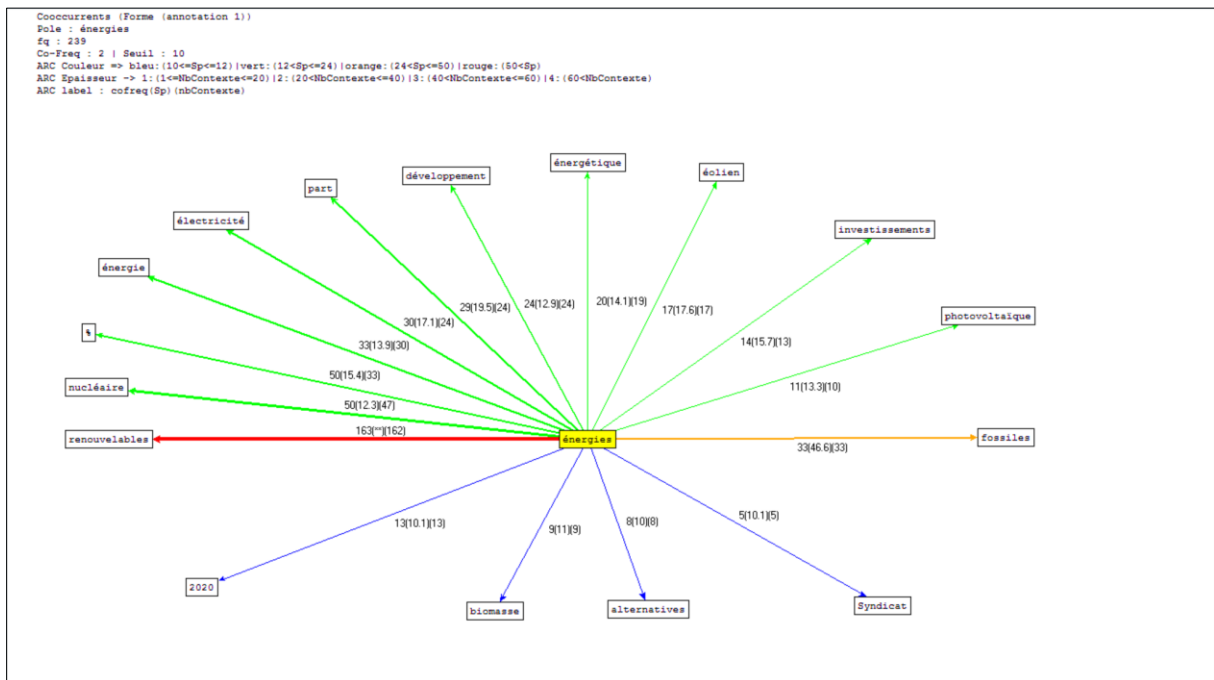 Cooccurrents (Forme (annotation 1))
Pole : énergies
fq : 239
Co-Freq : 2 | Seuil : 10
ARC Couleur => bleu:(10<=Sp<=12)|vert:(12<Sp<=24)|orange:(24<Sp<=50)|rouge:(50<Sp)
ARC Epaisseur -> 1:(1<=NbContexte<=20)|2:(20<NbContexte<=40)|3:(40<NbContexte<=60)|4:(60<NbContexte)
ARC label : cofreq(Sp)(nbContexte)
énergétique
éolien
développement
part
électricité
investissements
énergie
photovoltaïque
%
nucléaire
renouvelables
énergies
fossiles
24(12.9)(24)
20(14.1)(19)
29(19.5)(24)
17(17.6)(17)
30(17.1)(24)
14(15.7)(13)
33(13.9)(30)
11(13.3)(10)
50(15.4)(33)
50(12.3)(47)
163(**)(162)
33(46.6)(33)
13(10.1)(13)
9(11)(9)
8(10)(8)
5(10.1)(5)
2020
biomasse
alternatives
Syndicat